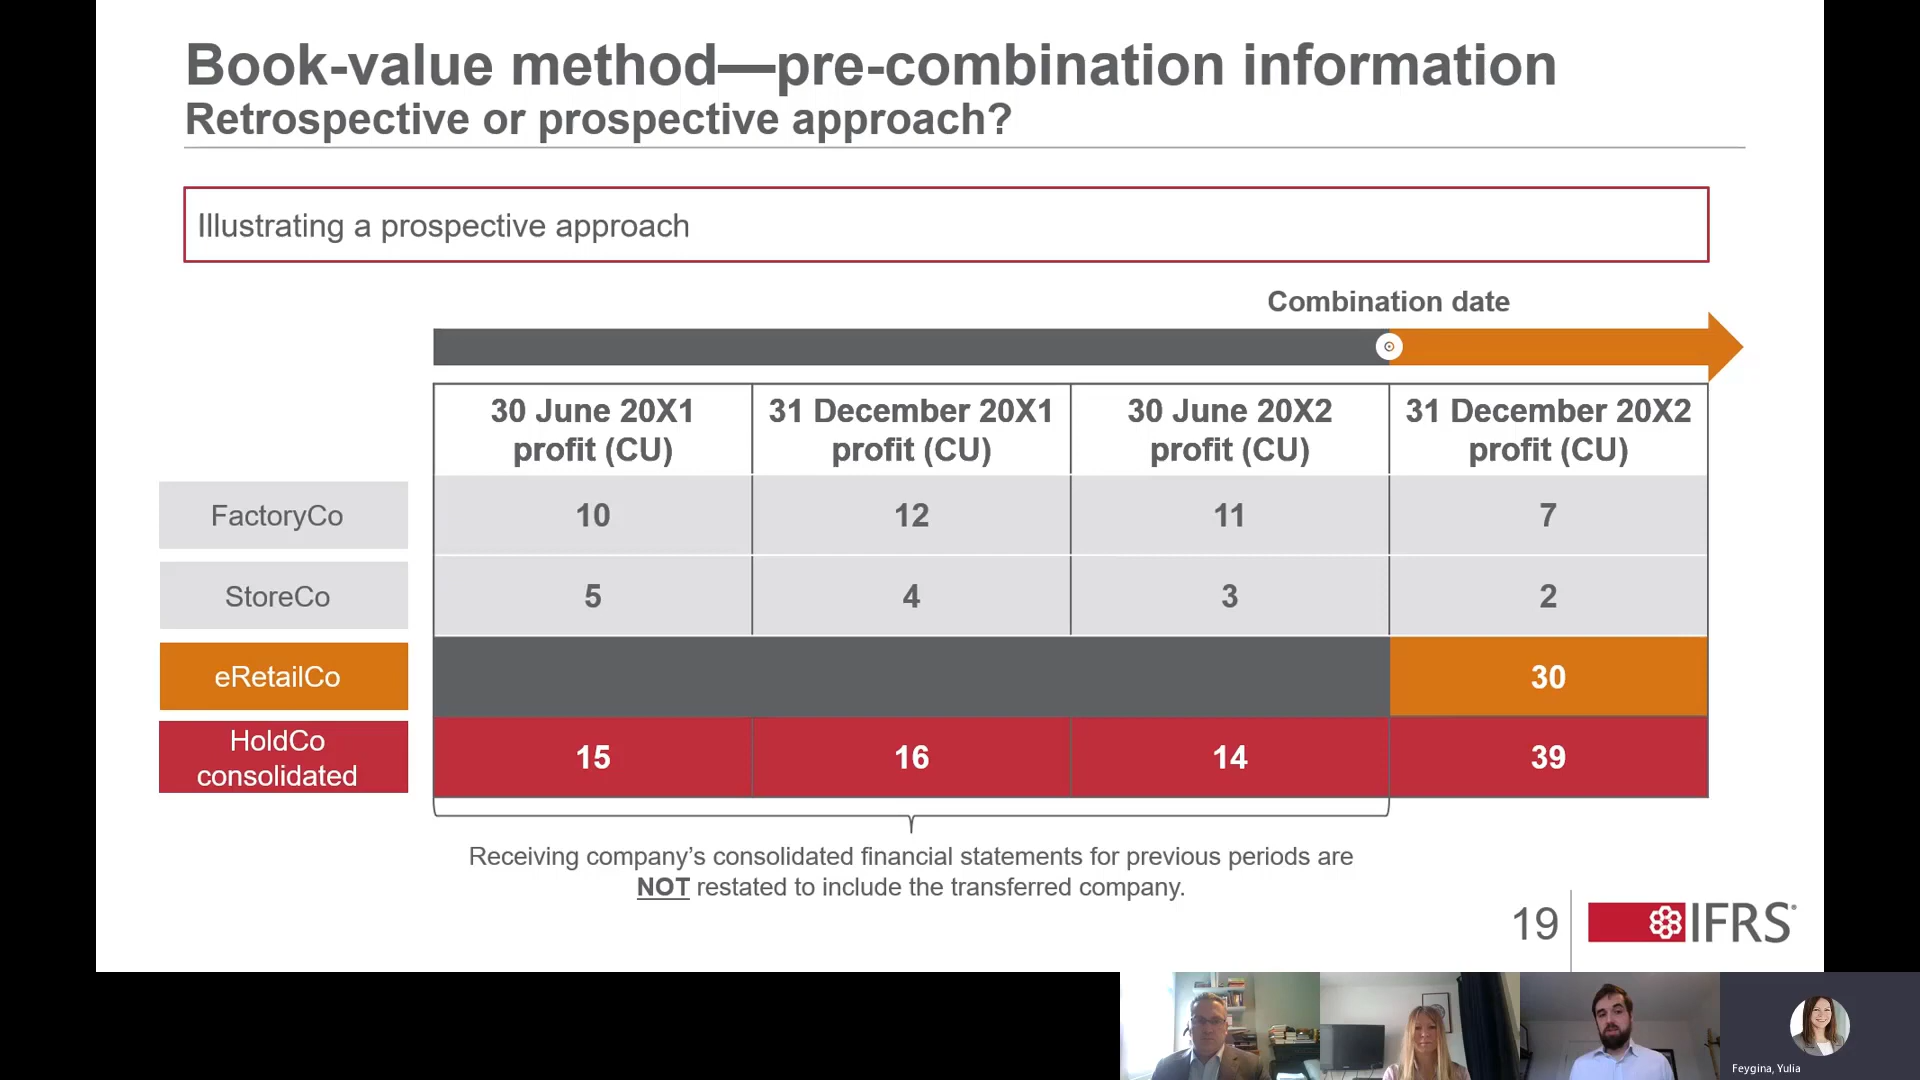 Book-value method—pre-combination information
Retrospective or prospective approach?
Illustrating a prospective approach
Combination date
30 June 20X1 profit (CU)
31 December 20X1 profit (CU)
30 June 20X2 profit (CU)
31 December 20X2 profit (CU)
FactoryCo 10 12 11 7
StoreCo 5 4 3 2
eRetailCo 30
HoldCo consolidated 15 16 14 39
Receiving company’s consolidated financial statements for previous periods are
NOT restated to include the transferred company.
19
IFRS®
Feygina, Yulia